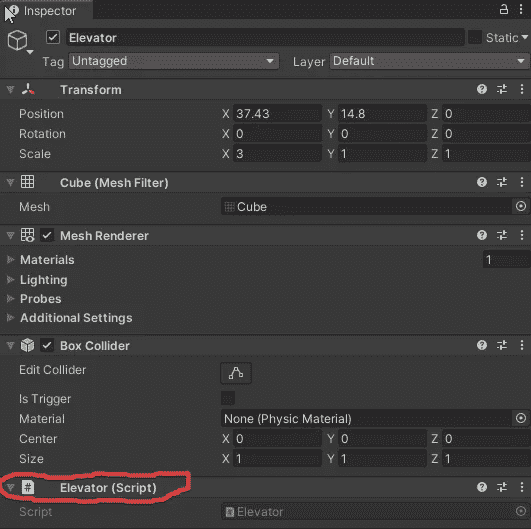 Inspector
Elevator Static
Tag Untagged Layer Default
Transform
Position X 37.43 Y 14.8 Z 0
Rotation X 0 Y 0 Z 0
Scale X 3 Y 1 Z 1
Cube (Mesh Filter)
Mesh Cube
Mesh Renderer
Materials 1
Lighting
Probes
Additional Settings
Box Collider
Edit Collider
Is Trigger
Material None (Physic Material)
Center X 0 Y 0 Z 0
Size X 1 Y 1 Z 1
# Elevator (Script)
Script Elevator